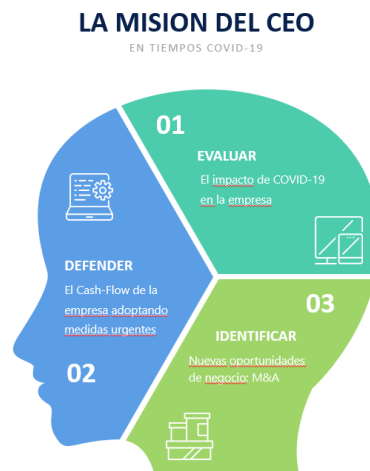 LA MISION DEL CEO
EN TIEMPOS COVID-19
01
EVALUAR
El impacto de COVID-19
en la empresa
DEFENDER
El Cash-Flow de la
empresa adoptando
medidas urgentes
02
03
IDENTIFICAR
Nuevas oportunidades
de negocio: M&A